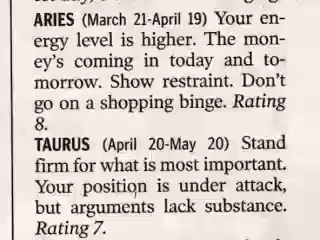 ARIES (March 21-April 19) Your en-
ergy level is higher. The mon-
ey's coming in today and to-
morrow. Show restraint. Don't
go on a shopping binge. Rating
8.
TAURUS (April 20-May 20) Stand
firm for what is most important.
Your position is under attack,
but arguments lack substance.
Rating 7.